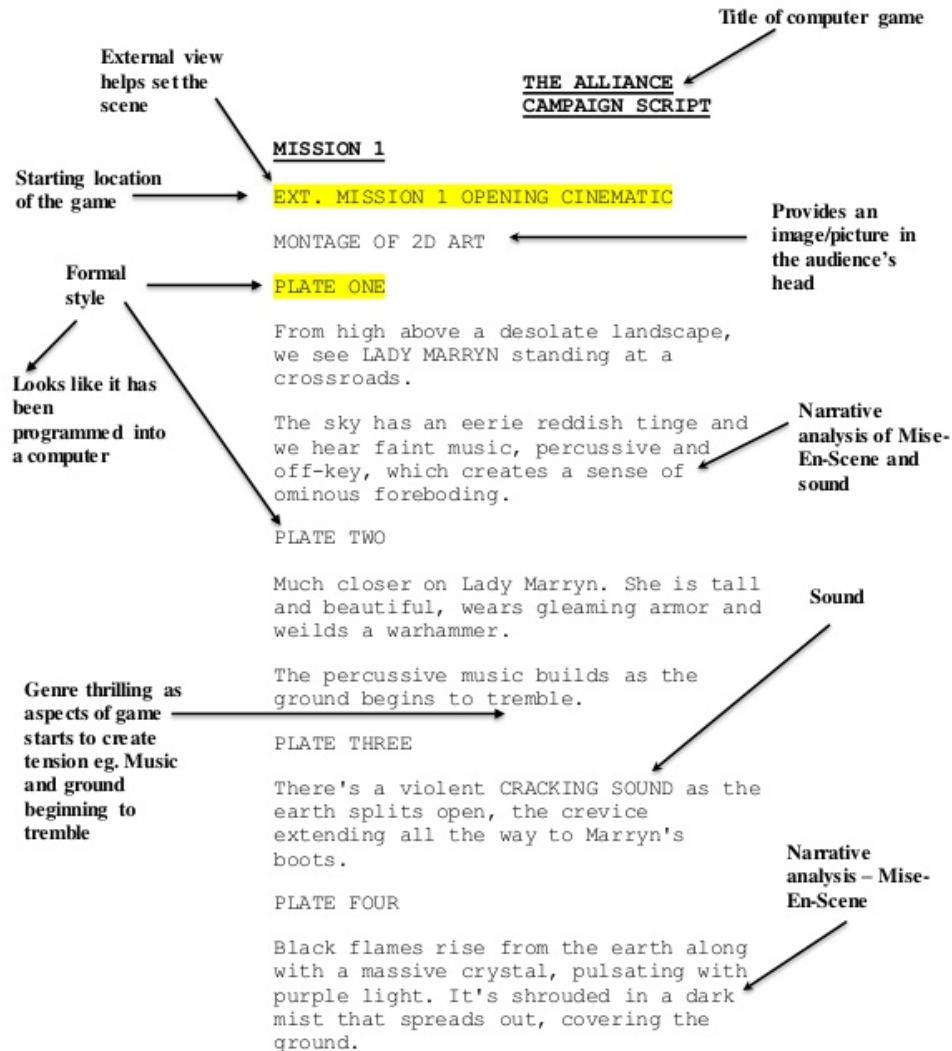 Title of computer game
External view
helps set the
scene
THE ALLIANCE
CAMPAIGN SCRIPT
MISSION 1
Starting location
of the game
EXT. MISSION 1 OPENING CINEMATIC
Provides an
image/picture in
the audience's
head
MONTAGE OF 2D ART
Formal
style
PLATE ONE
From high above a desolate landscape,
we see LADY MARRYN standing at a
crossroads.
Looks like it has
been
programmed into
a computer
The sky has an eerie reddish tinge and
we hear faint music, percussive and
off-key, which creates a sense of
ominous foreboding.
Narrative
analysis of Mise-
En-Scene and
sound
PLATE TWO
Much closer on Lady Marryn. She is tall
and beautiful, wears gleaming armor and
weilds a warhammer.
Sound
The percussive music builds as the
ground begins to tremble.
Genre thrilling as
aspects of game
starts to create
tension eg. Music
and ground
beginning to
tremble
PLATE THREE
There's a violent CRACKING SOUND as the
earth splits open, the crevice
extending all the way to Marryn's
boots.
Narrative
analysis – Mise-
En-Scene
PLATE FOUR
Black flames rise from the earth along
with a massive crystal, pulsating with
purple light. It's shrouded in a dark
mist that spreads out, covering the
ground.